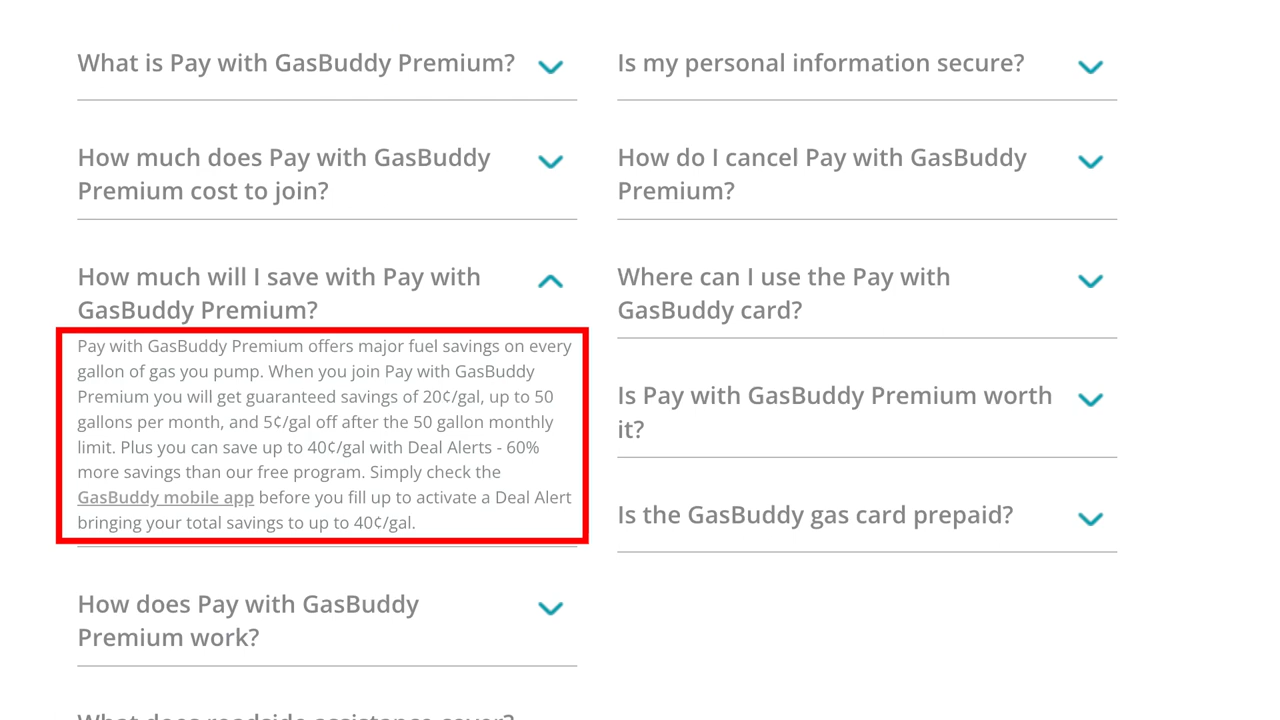 What is Pay with GasBuddy Premium?
How much does Pay with GasBuddy
Premium cost to join?
How much will I save with Pay with
GasBuddy Premium?
Pay with GasBuddy Premium offers major fuel savings on every
gallon of gas you pump. When you join Pay with GasBuddy
Premium you will get guaranteed savings of 20¢/gal, up to 50
gallons per month, and 5¢/gal off after the 50 gallon monthly
limit. Plus you can save up to 40¢/gal with Deal Alerts - 60%
more savings than our free program. Simply check the
GasBuddy mobile app before you fill up to activate a Deal Alert
bringing your total savings to up to 40¢/gal.
How does Pay with GasBuddy
Premium work?
What does roadside assistance cover?
Is my personal information secure?
How do I cancel Pay with GasBuddy
Premium?
Where can I use the Pay with
GasBuddy card?
Is Pay with GasBuddy Premium worth
it?
Is the GasBuddy gas card prepaid?